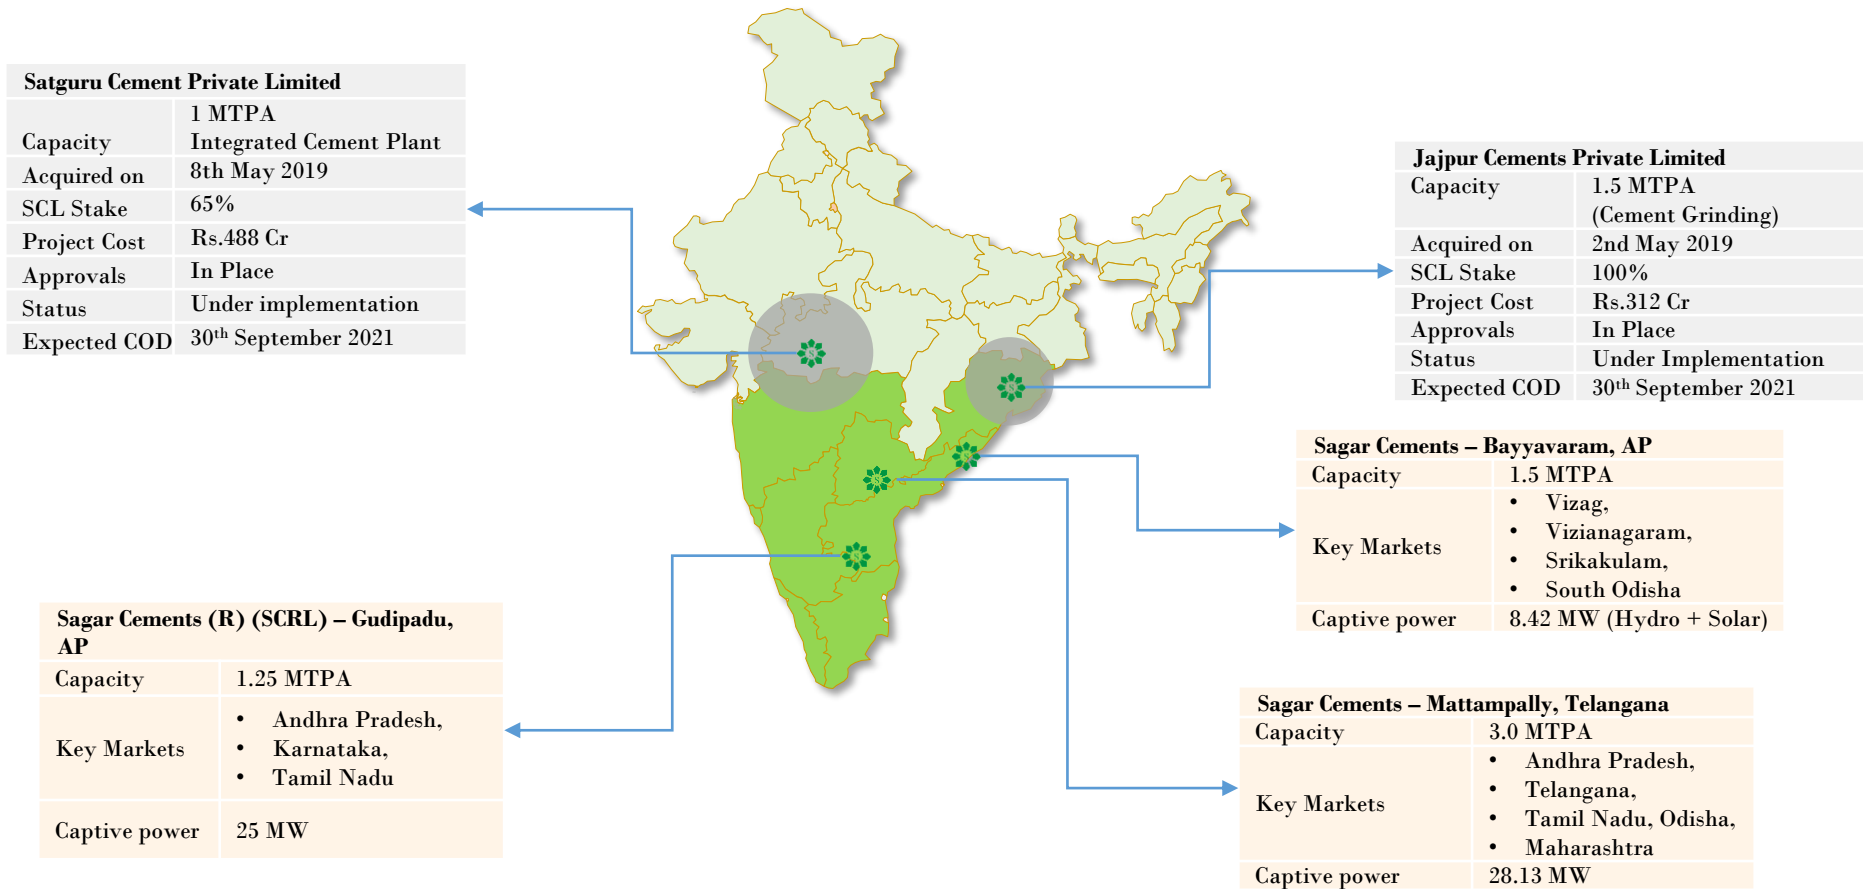 Satguru Cement Private Limited
Capacity 1 MTPA
Integrated Cement Plant
Acquired on 8th May 2019
SCL Stake 65%
Project Cost Rs.488 Cr
Approvals In Place
Status Under implementation
Expected COD 30th September 2021
Jajpur Cements Private Limited
Capacity 1.5 MTPA
(Cement Grinding)
Acquired on 2nd May 2019
SCL Stake 100%
Project Cost Rs.312 Cr
Approvals In Place
Status Under Implementation
Expected COD 30th September 2021
Sagar Cements – Bayyavaram, AP
Capacity 1.5 MTPA
Key Markets
• Vizag,
• Vizianagaram,
• Srikakulam,
• South Odisha
Captive power 8.42 MW (Hydro + Solar)
Sagar Cements (R) (SCRL) – Gudipadu,
AP
Capacity 1.25 MTPA
Key Markets
• Andhra Pradesh,
• Karnataka,
• Tamil Nadu
Captive power 25 MW
Sagar Cements – Mattampally, Telangana
Capacity 3.0 MTPA
Key Markets
• Andhra Pradesh,
• Telangana,
• Tamil Nadu, Odisha,
• Maharashtra
Captive power 28.13 MW
S
S
S
S
S